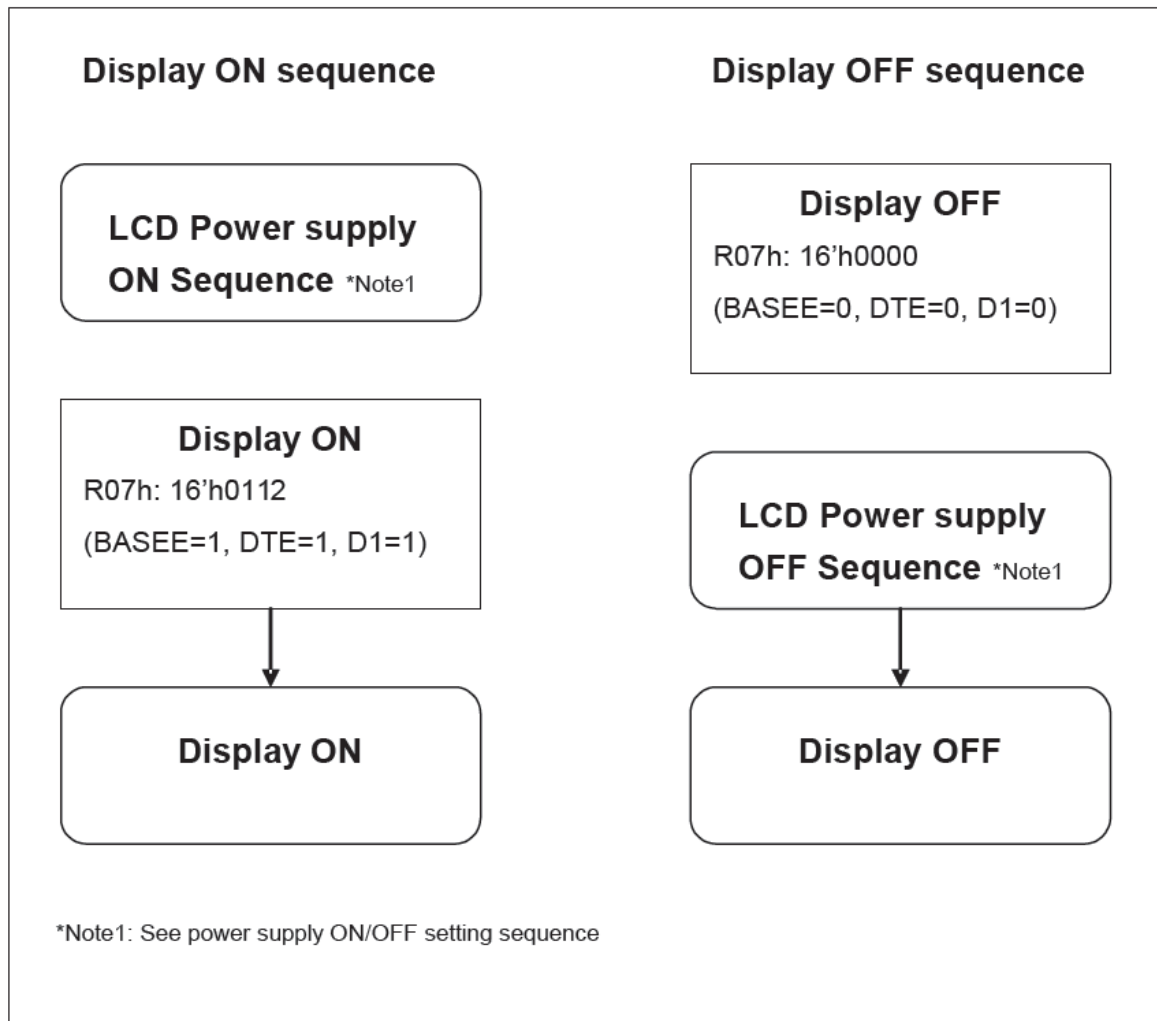 Display ON sequence
LCD Power supply
ON Sequence *Note1
Display ON
R07h: 16’h0112
(BASEE=1, DTE=1, D1=1)
Display ON
Display OFF sequence
Display OFF
R07h: 16’h0000
(BASEE=0, DTE=0, D1=0)
LCD Power supply
OFF Sequence *Note1
Display OFF
*Note1: See power supply ON/OFF setting sequence